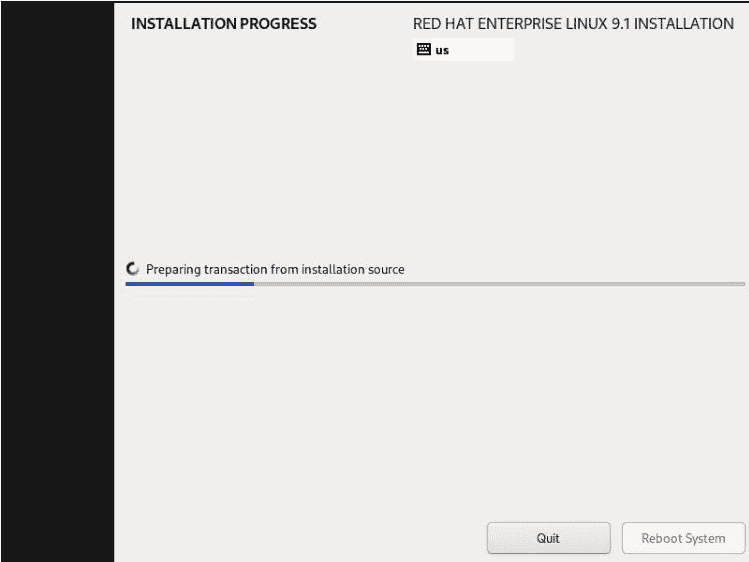 INSTALLATION PROGRESS
RED HAT ENTERPRISE LINUX 9.1 INSTALLATION
us
Preparing transaction from installation source
Quit
Reboot System